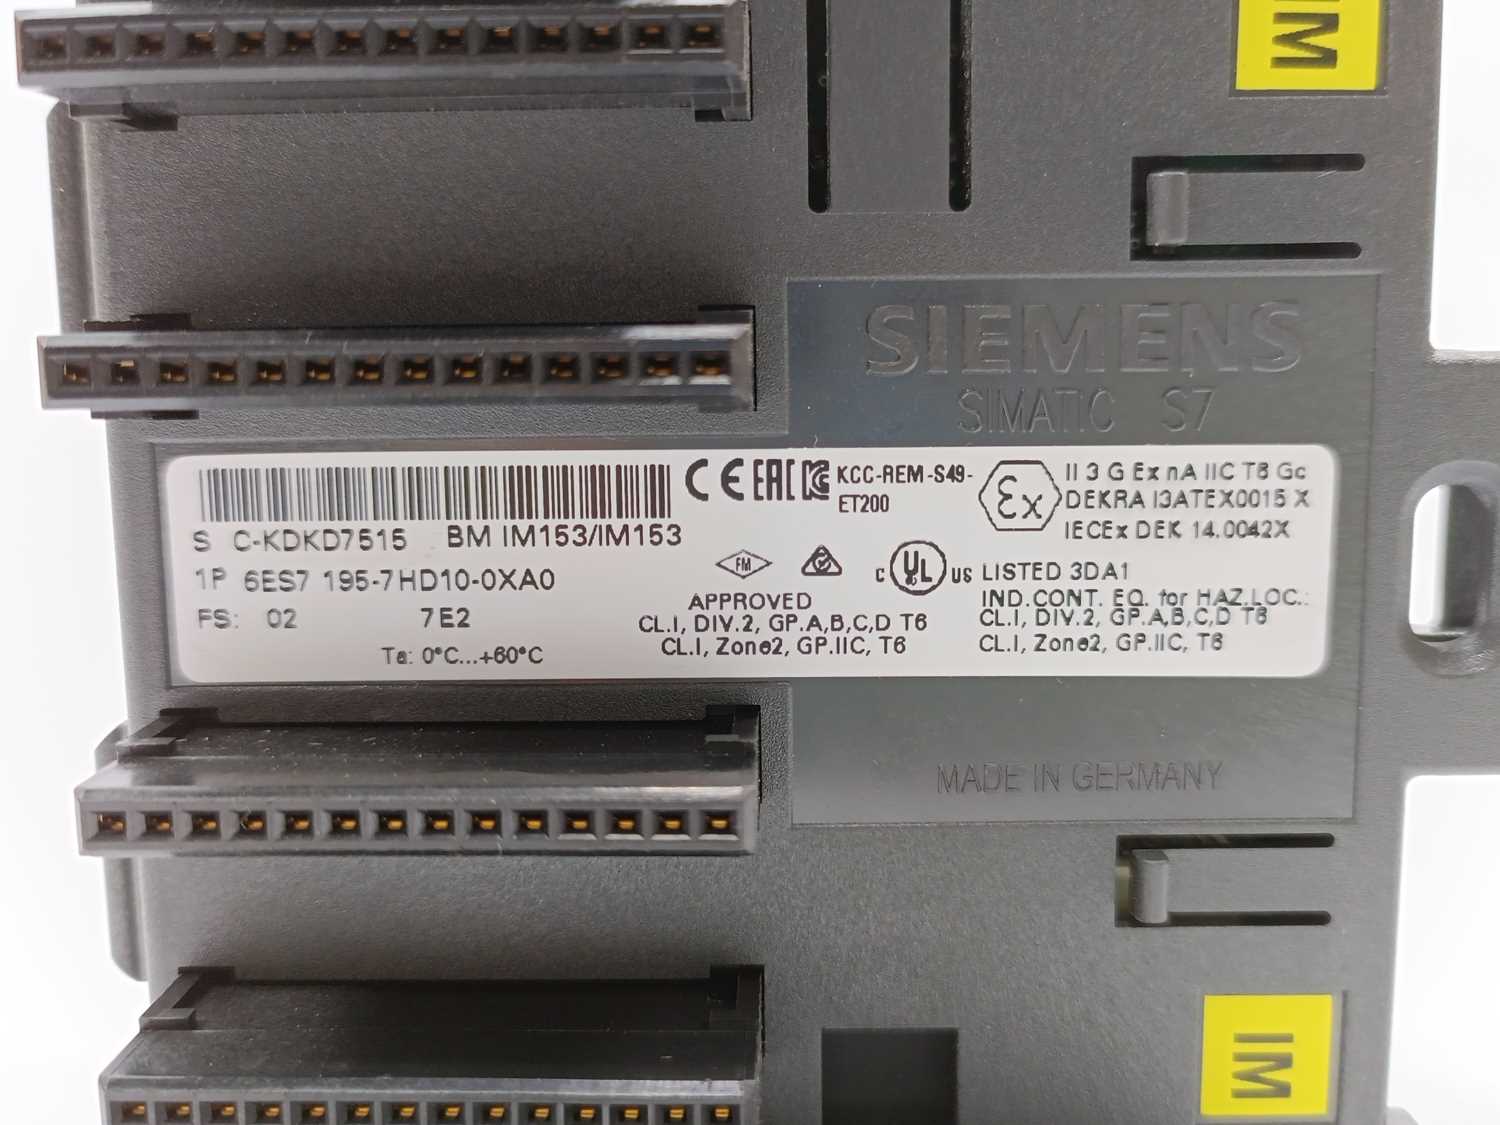 IM
SIEMENS
SIMATIC S7
CE EAC KCC-REM-S49-
ET200
Ex
II 3 G Ex nA IIC T6 Gc
DEKRA 13ATEX0015 X
IECEx DEK 14.0042X
S C-KDKD7515 BM IM153/IM153
1P 6ES7 195-7HD10-0XA0
FS: 02 7E2
Ta: 0°C...+60°C
FM
APPROVED
CL.I, DIV.2, GP.A,B,C,D T6
CL.I, Zone2, GP.IIC, T6
c UL US LISTED 3DA1
IND.CONT. EQ. for HAZ.LOC.:
CL.I, DIV.2, GP.A,B,C,D T6
CL.I, Zone2, GP.IIC, T6
MADE IN GERMANY
IM